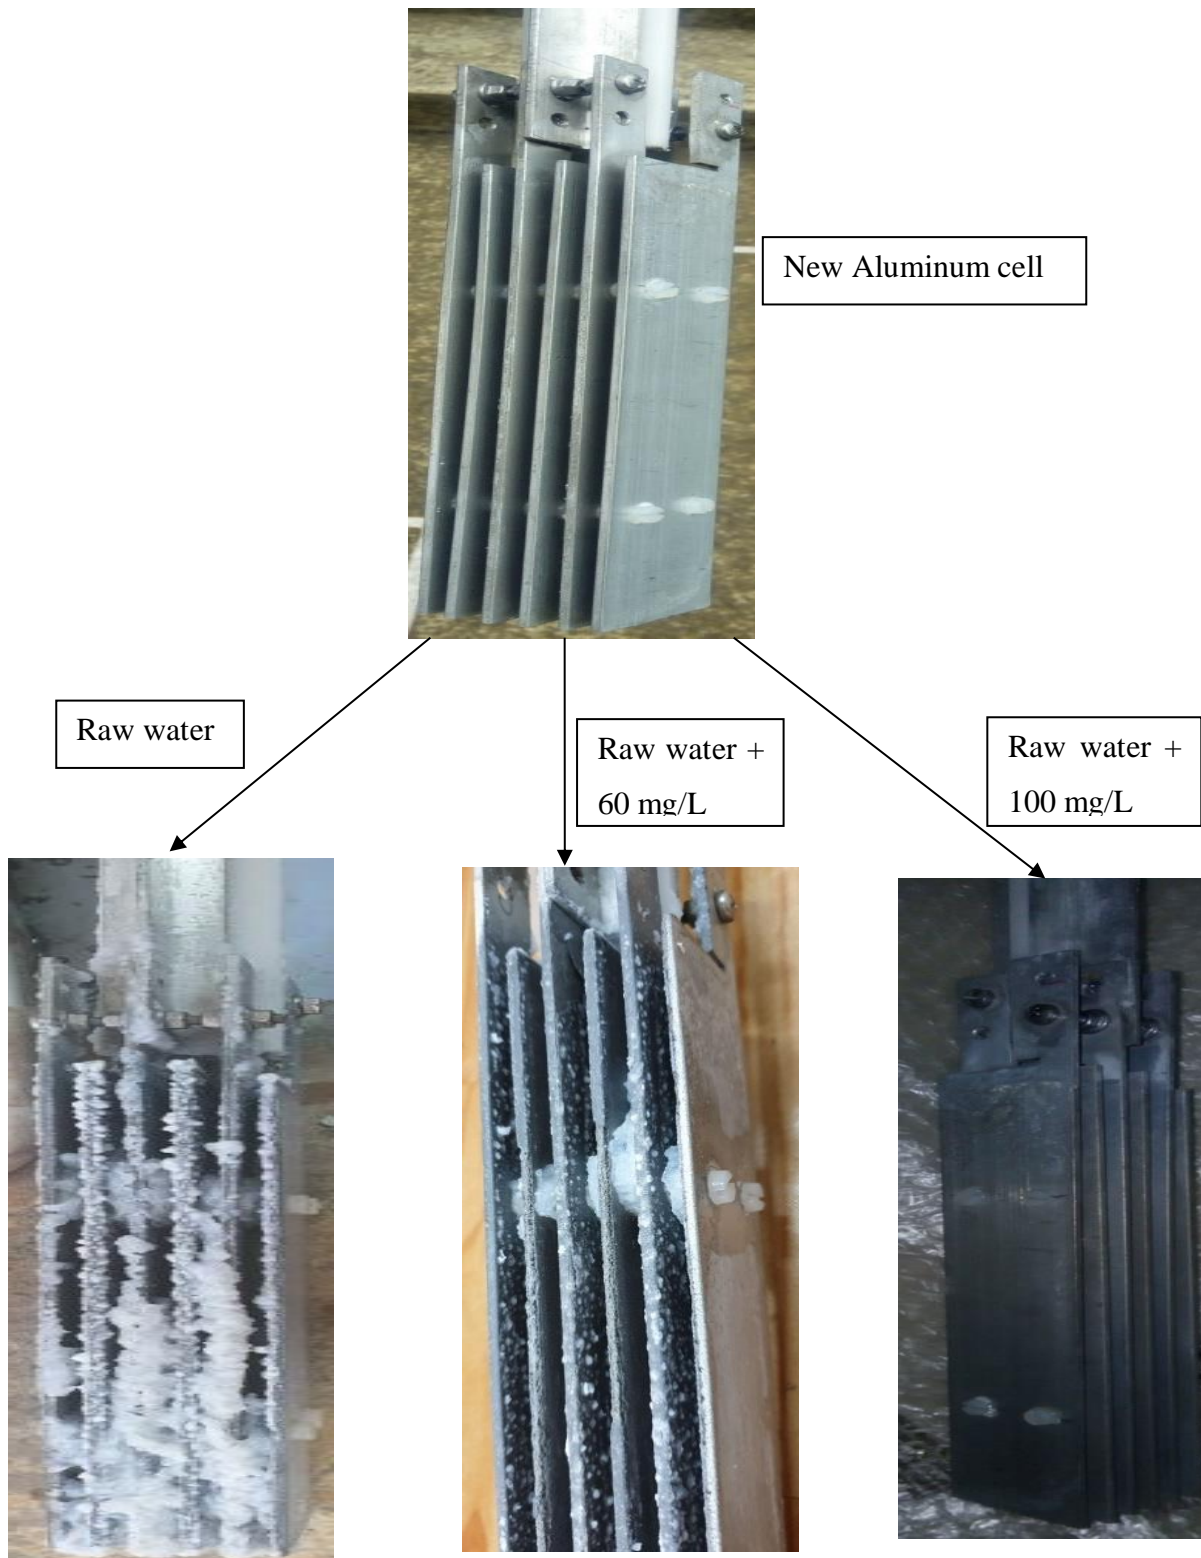 New Aluminum cell
Raw water
Raw water +
60 mg/L
Raw water +
100 mg/L